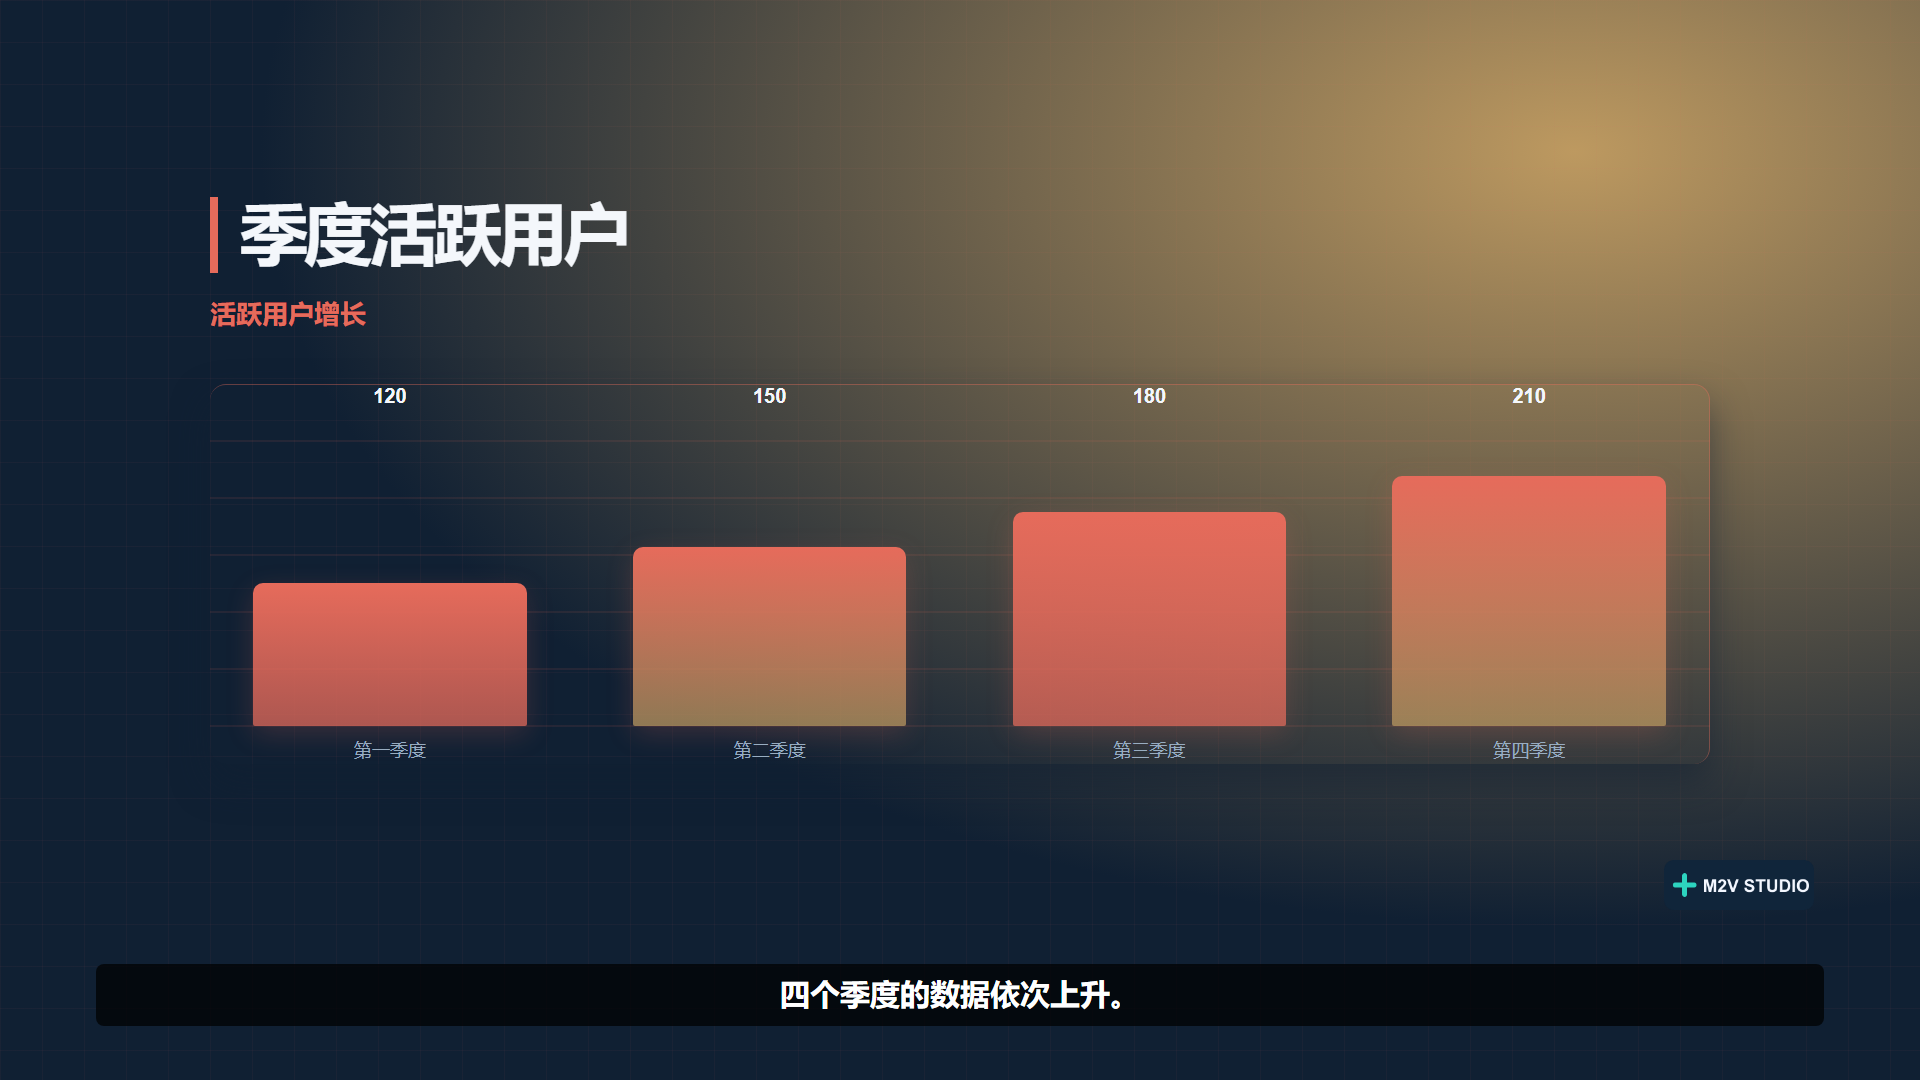 季度活跃用户
活跃用户增长
120 150 180 210
第一季度 第二季度 第三季度 第四季度
M2V STUDIO
四个季度的数据依次上升。